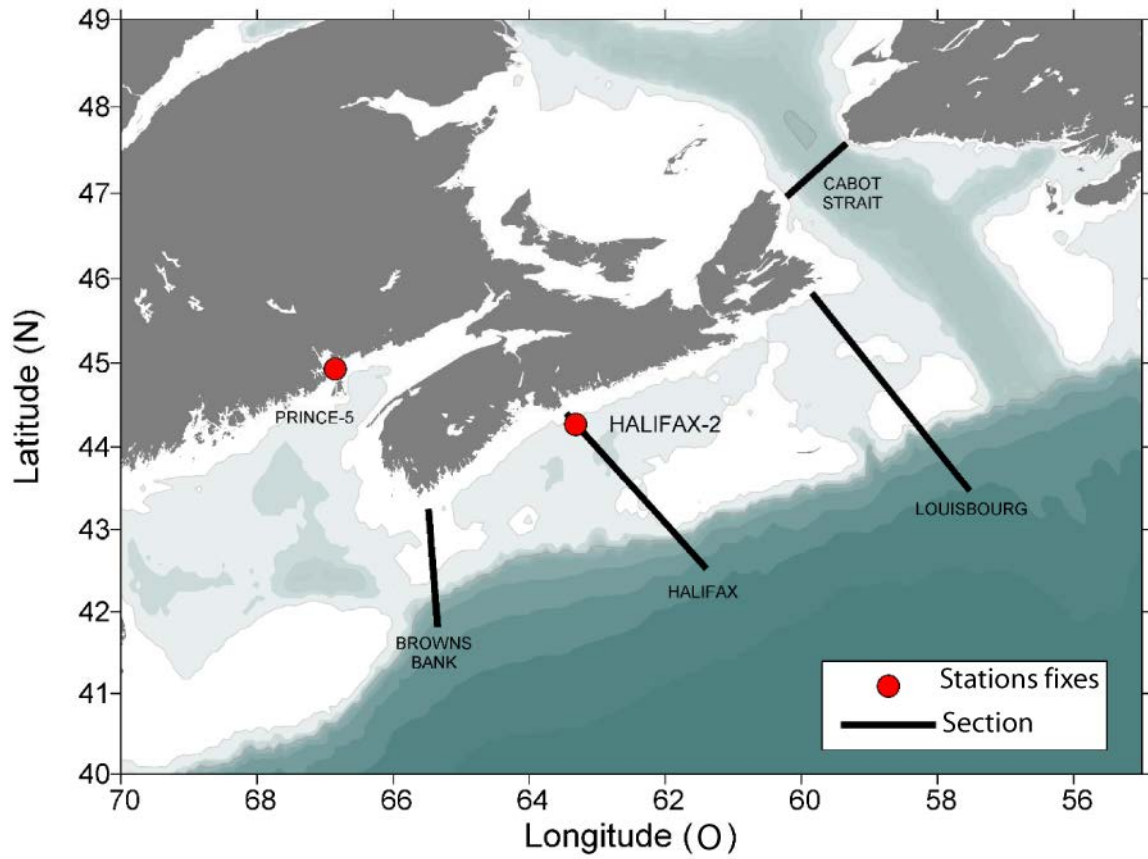 49
48
47
46
45
44
43
42
41
40
Latitude (N)
CABOT
STRAIT
PRINCE-5
HALIFAX-2
LOUISBOURG
HALIFAX
BROWNS
BANK
Stations fixes
Section
70
68
66
64
62
60
58
56
Longitude (O)